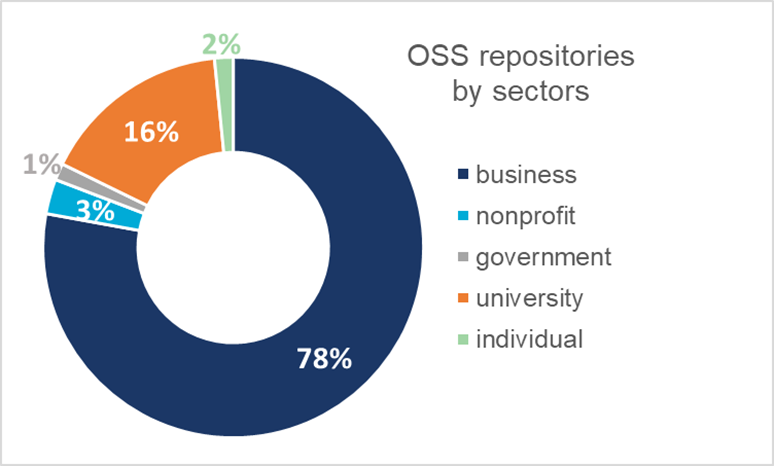 2%
OSS repositories
by sectors
16%
1%
3%
78%
business
nonprofit
government
university
individual